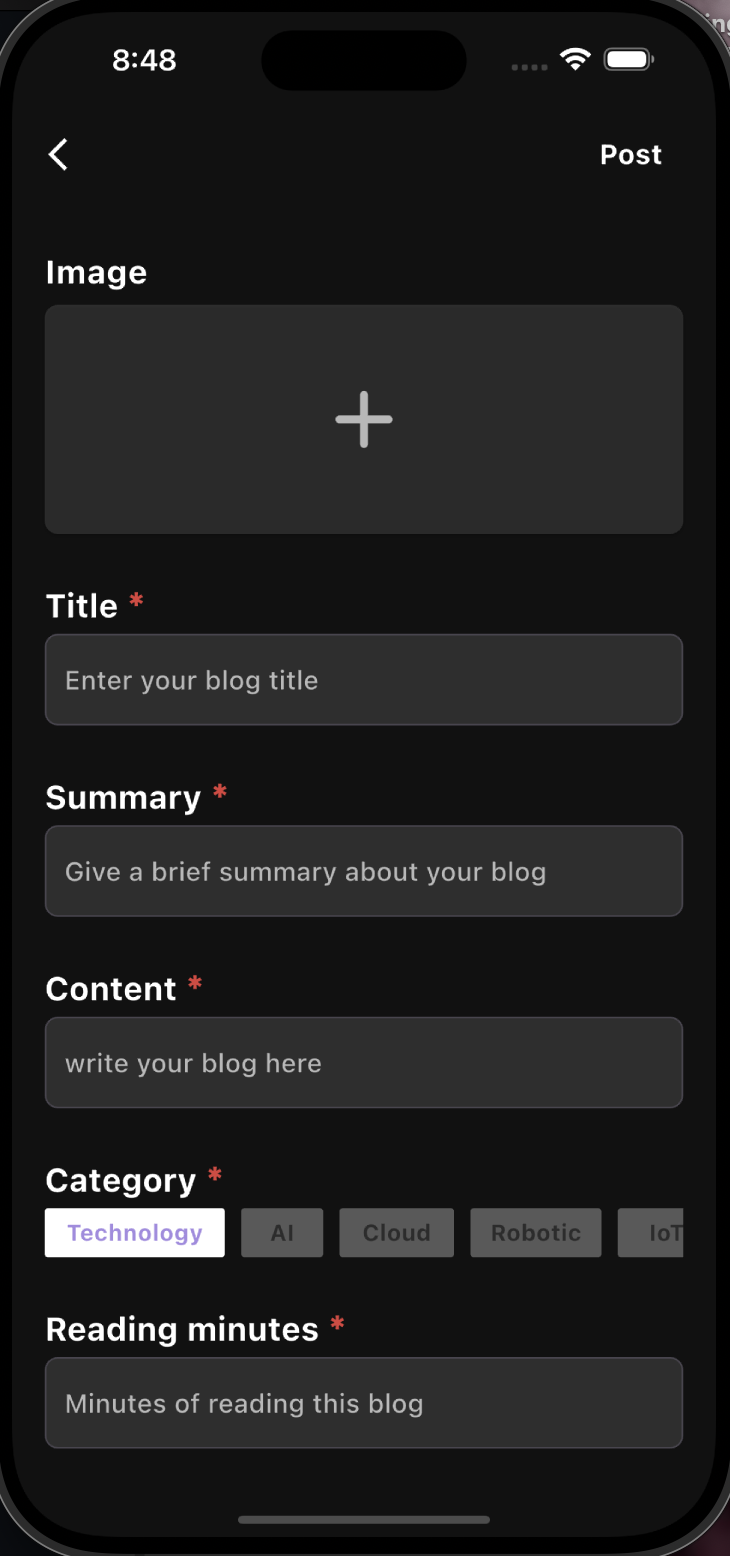 8:48
Post
Image
Title *
Enter your blog title
Summary *
Give a brief summary about your blog
Content *
write your blog here
Category *
Technology AI Cloud Robotic IoT
Reading minutes *
Minutes of reading this blog